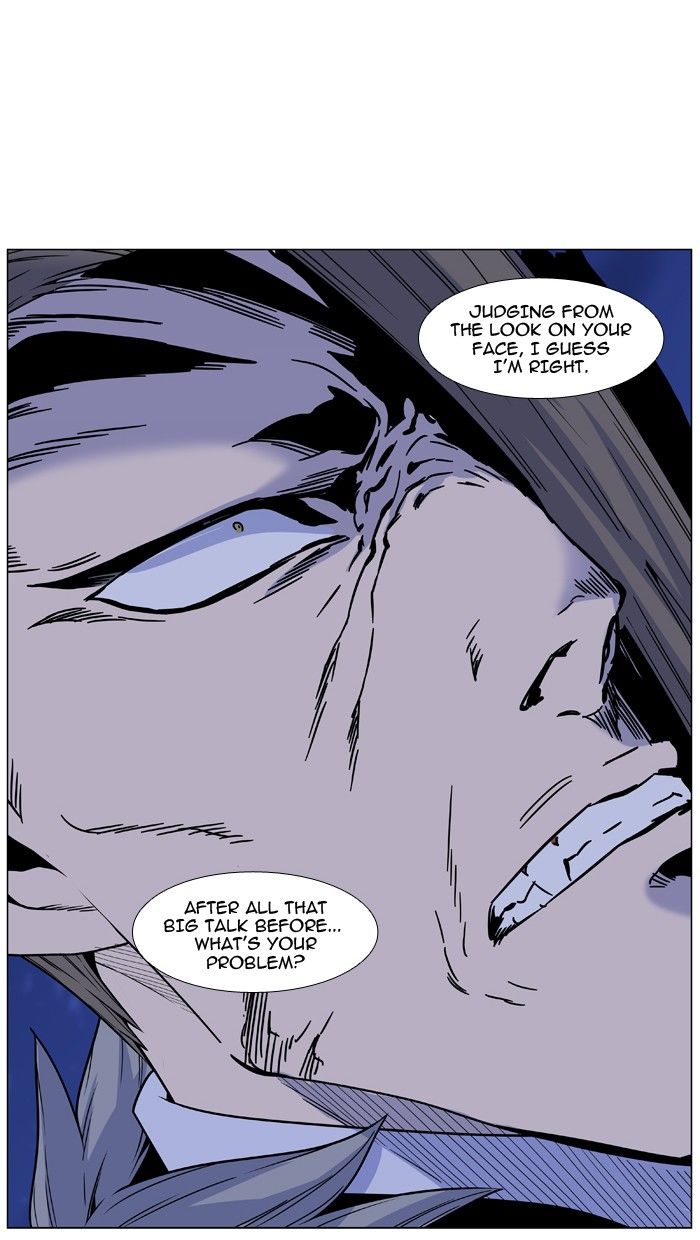 JUDGING FROM
THE LOOK ON YOUR
FACE, I GUESS
I'M RIGHT.
AFTER ALL THAT
BIG TALK BEFORE...
WHAT'S YOUR
PROBLEM?